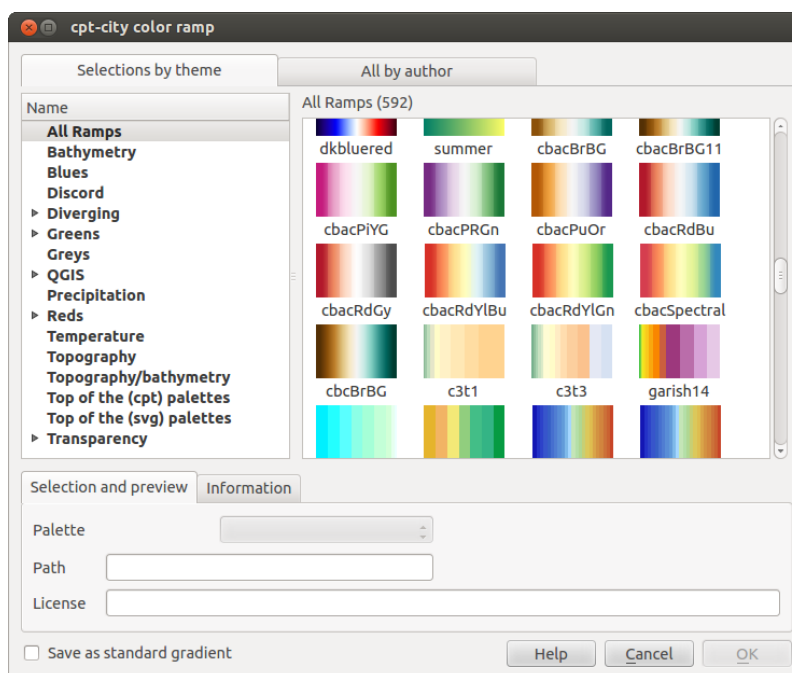 cpt-city color ramp
Selections by theme
All by author
Name
All Ramps
Bathymetry
Blues
Discord
Diverging
Greens
Greys
QGIS
Precipitation
Reds
Temperature
Topography
Topography/bathymetry
Top of the (cpt) palettes
Top of the (svg) palettes
Transparency
All Ramps (592)
dkbluered summer cbacBrBG cbacBrBG11
cbacPiYG cbacPRGn cbacPuOr cbacRdBu
cbacRdGy cbacRdYlBu cbacRdYlGn cbacSpectral
cbcBrBG c3t1 c3t3 garish14
Selection and preview
Information
Palette
Path
License
Save as standard gradient
Help Cancel OK